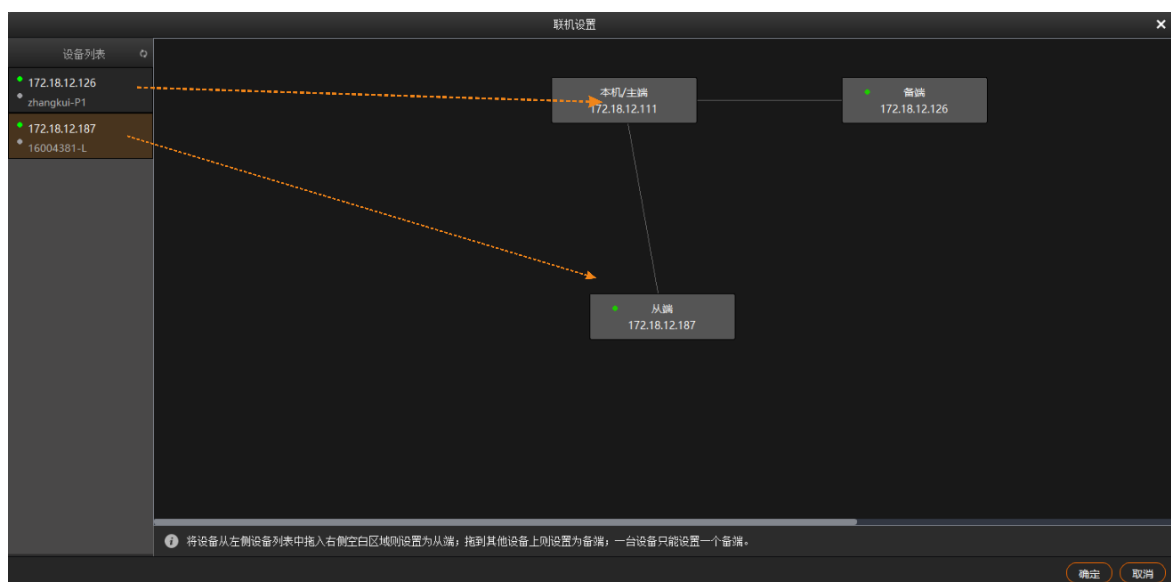 联机设置
设备列表
172.18.12.126
zhangkui-P1
172.18.12.187
16004381-L
本机/主端
172.18.12.111
备端
172.18.12.126
从端
172.18.12.187
将设备从左侧设备列表中拖入右侧空白区域则设置为从端；拖到其他设备上则设置为备端，一台设备只能设置一个备端。
确定
取消